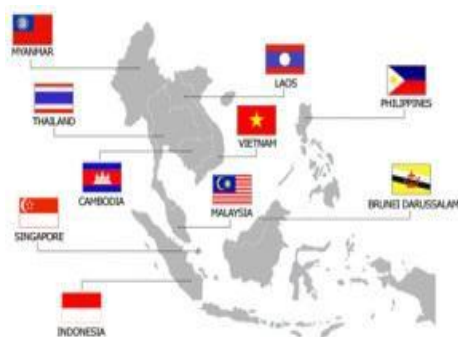 MYANMAR
LAOS
PHILIPPINES
THAILAND
VIETNAM
CAMBODIA
MALAYSIA
BRUNEI DARUSSALAM
SINGAPORE
INDONESIA